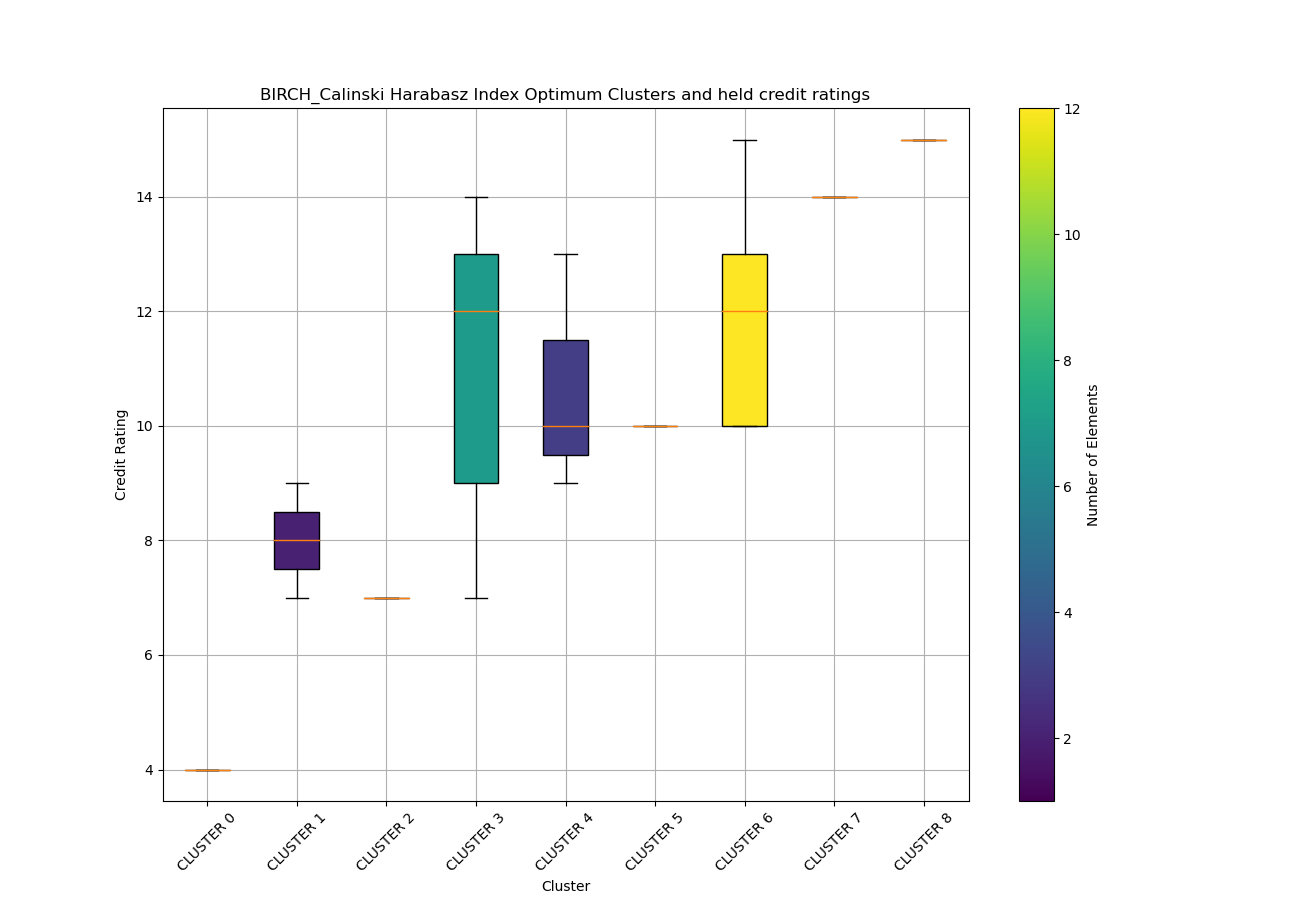 BIRCH_Calinski Harabasz Index Optimum Clusters and held credit ratings
Credit Rating
14
12
10
8
6
4
CLUSTER 0
CLUSTER 1
CLUSTER 2
CLUSTER 3
CLUSTER 4
CLUSTER 5
CLUSTER 6
CLUSTER 7
CLUSTER 8
Cluster
12
10
8
6
4
2
Number of Elements